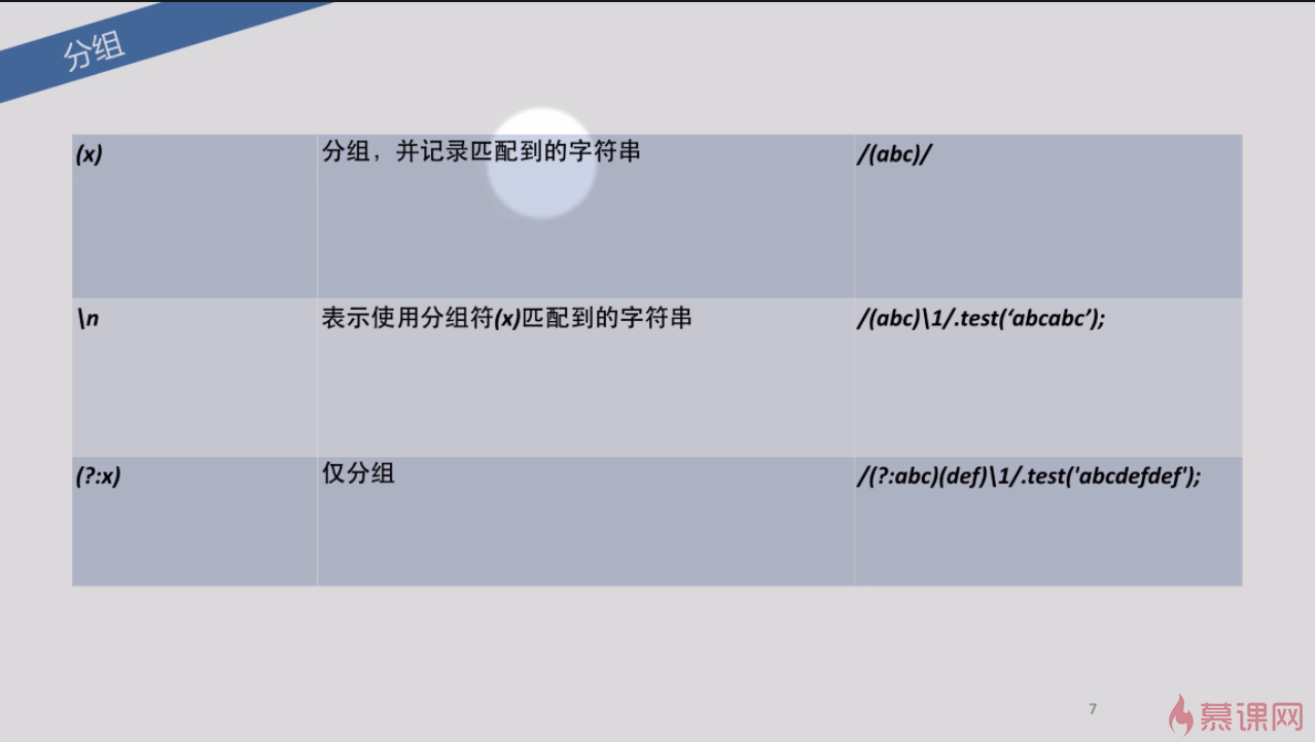 分组
(x)
分组，并记录匹配到的字符串
/(abc)/
\n
表示使用分组符(x)匹配到的字符串
/(abc)\1/.test(‘abcabc’);
(?:x)
仅分组
/(?:abc)(def)\1/.test('abcdefdef');
7
慕课网